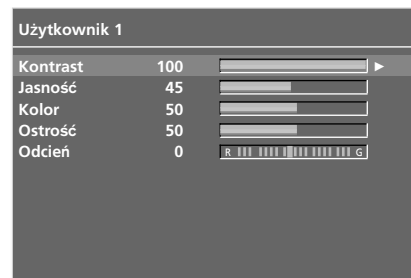 Użytkownik 1
Kontrast 100
Jasność 45
Kolor 50
Ostrość 50
Odcień 0 R G